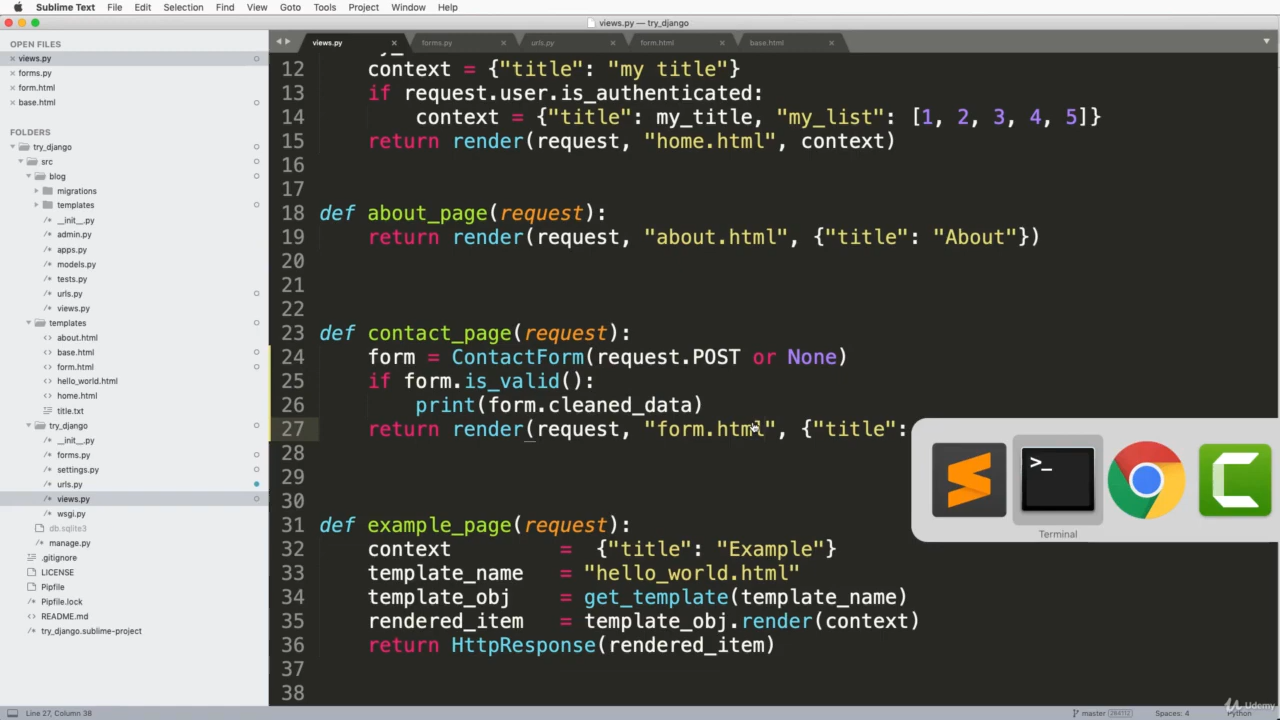 Sublime Text File Edit Selection Find View Goto Tools Project Window Help
views.py — try_django
OPEN FILES
views.py
forms.py
form.html
base.html
FOLDERS
try_django
src
blog
migrations
templates
__init__.py
admin.py
apps.py
models.py
tests.py
urls.py
views.py
templates
about.html
base.html
form.html
hello_world.html
home.html
title.txt
try_django
__init__.py
forms.py
settings.py
urls.py
views.py
wsgi.py
db.sqlite3
manage.py
.gitignore
LICENSE
Pipfile
Pipfile.lock
README.md
try_django.sublime-project
views.py forms.py urls.py form.html base.html
12 context = {"title": "my title"}
13 if request.user.is_authenticated:
14 context = {"title": my_title, "my_list": [1, 2, 3, 4, 5]}
15 return render(request, "home.html", context)
16
17
18 def about_page(request):
19 return render(request, "about.html", {"title": "About"})
20
21
22
23 def contact_page(request):
24 form = ContactForm(request.POST or None)
25 if form.is_valid():
26 print(form.cleaned_data)
27 return render(request, "form.html", {"title":
28
29
30
31 def example_page(request):
32 context = {"title": "Example"}
33 template_name = "hello_world.html"
34 template_obj = get_template(template_name)
35 rendered_item = template_obj.render(context)
36 return HttpResponse(rendered_item)
37
38
>_
Terminal
Line 27, Column 38
master
Spaces: 4
Python
Udemy